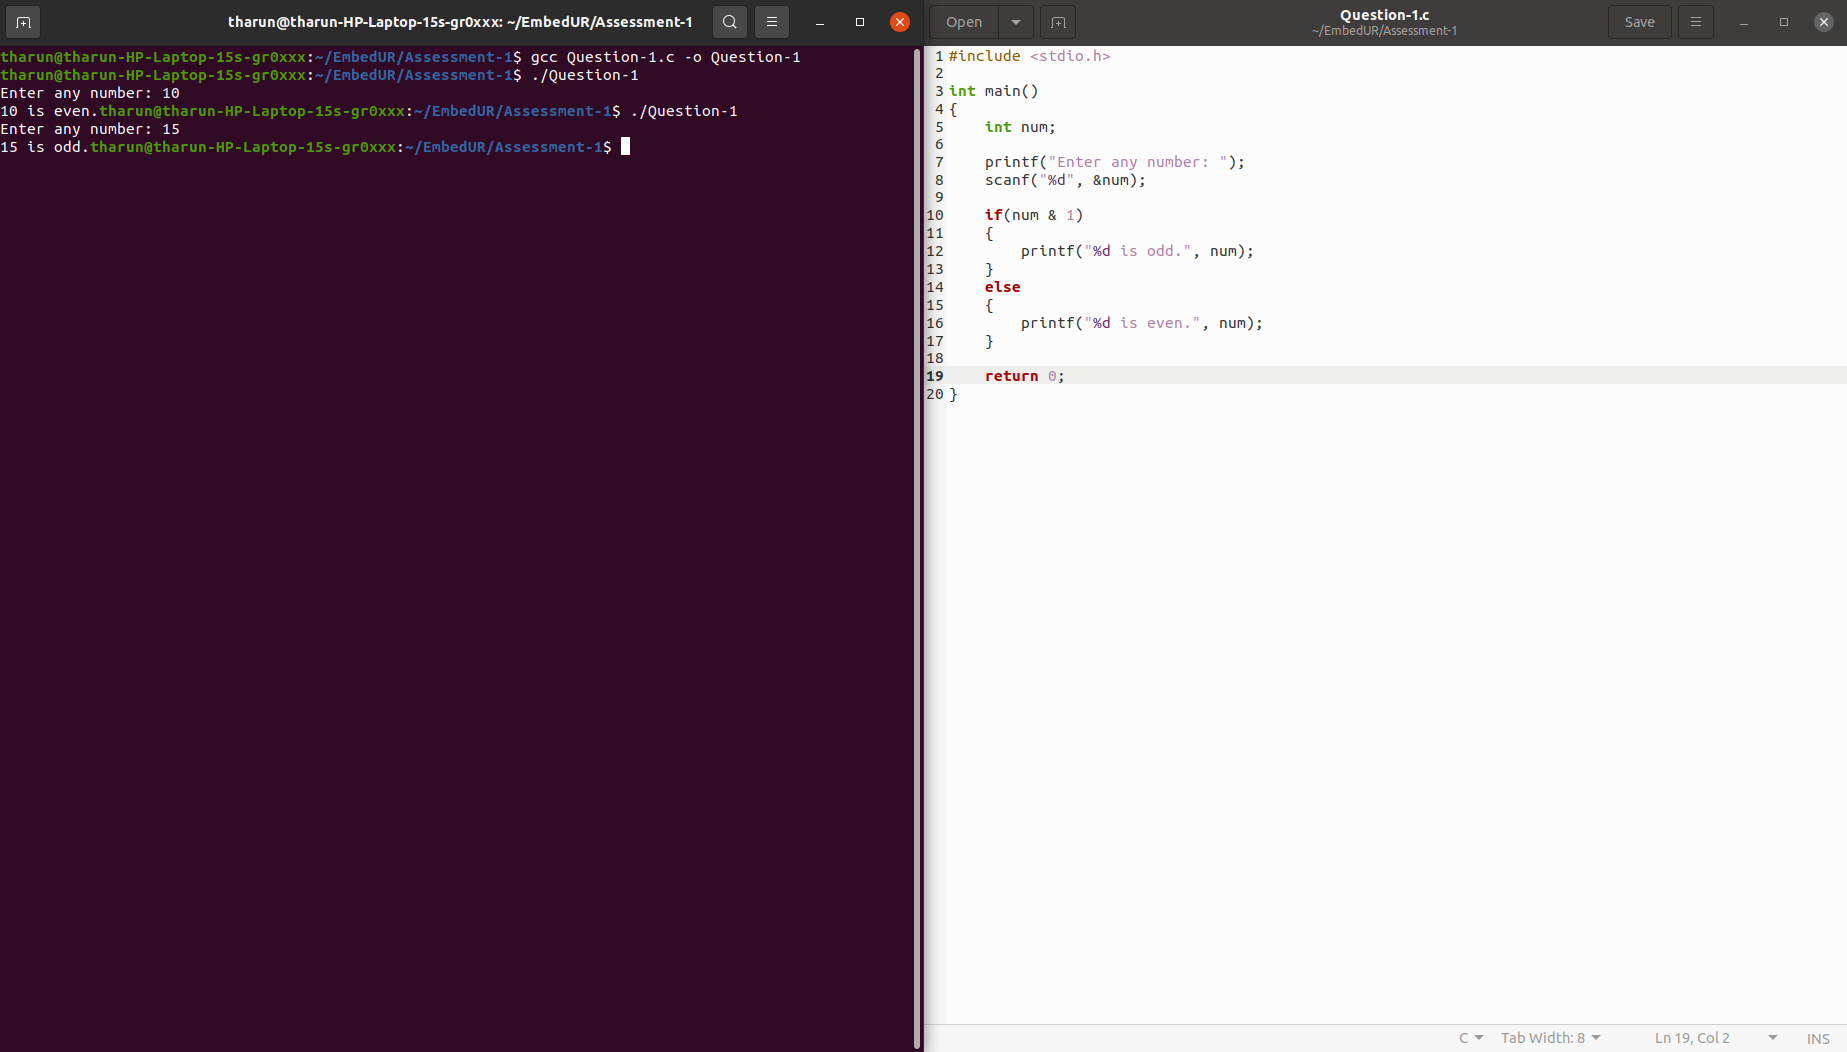 tharun@tharun-HP-Laptop-15s-gr0xxx: ~/EmbedUR/Assessment-1
tharun@tharun-HP-Laptop-15s-gr0xxx:~/EmbedUR/Assessment-1$ gcc Question-1.c -o Question-1
tharun@tharun-HP-Laptop-15s-gr0xxx:~/EmbedUR/Assessment-1$ ./Question-1
Enter any number: 10
10 is even.tharun@tharun-HP-Laptop-15s-gr0xxx:~/EmbedUR/Assessment-1$ ./Question-1
Enter any number: 15
15 is odd.tharun@tharun-HP-Laptop-15s-gr0xxx:~/EmbedUR/Assessment-1$
Open
Question-1.c
~/EmbedUR/Assessment-1
Save
1 #include <stdio.h>
2
3 int main()
4 {
5     int num;
6
7     printf("Enter any number: ");
8     scanf("%d", &num);
9
10     if(num & 1)
11     {
12         printf("%d is odd.", num);
13     }
14     else
15     {
16         printf("%d is even.", num);
17     }
18
19     return 0;
20 }
C Tab Width: 8 Ln 19, Col 2 INS